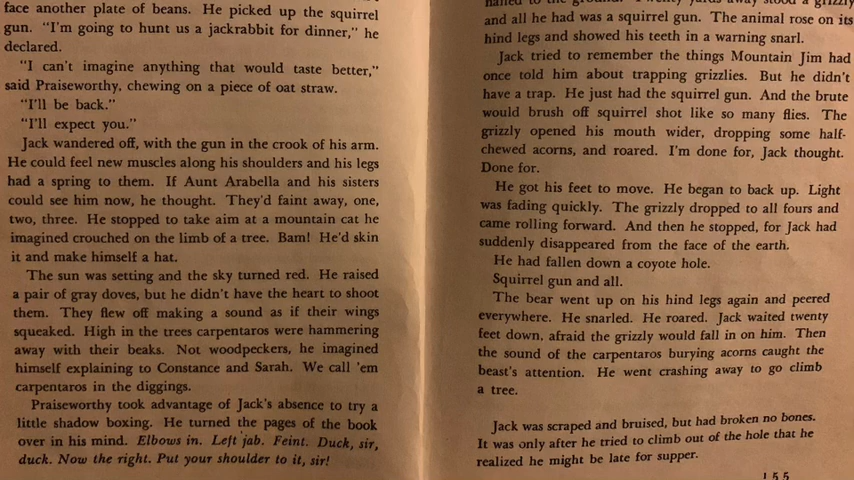 face another plate of beans. He picked up the squirrel
gun. "I'm going to hunt us a jackrabbit for dinner," he
declared.
"I can't imagine anything that would taste better,"
said Praiseworthy, chewing on a piece of oat straw.
"I'll be back."
"I'll expect you."
Jack wandered off, with the gun in the crook of his arm.
He could feel new muscles along his shoulders and his legs
had a spring to them. If Aunt Arabella and his sisters
could see him now, he thought. They'd faint away, one,
two, three. He stopped to take aim at a mountain cat he
imagined crouched on the limb of a tree. Bam! He'd skin
it and make himself a hat.
The sun was setting and the sky turned red. He raised
a pair of gray doves, but he didn't have the heart to shoot
them. They flew off making a sound as if their wings
squeaked. High in the trees carpentaros were hammering
away with their beaks. Not woodpeckers, he imagined
himself explaining to Constance and Sarah. We call 'em
carpentaros in the diggings.
Praiseworthy took advantage of Jack's absence to try a
little shadow boxing. He turned the pages of the book
over in his mind. Elbows in. Left jab. Feint. Duck, sir,
duck. Now the right. Put your shoulder to it, sir!
nailed to the ground. Twenty yards away stood a grizzly
and all he had was a squirrel gun. The animal rose on its
hind legs and showed his teeth in a warning snarl.
Jack tried to remember the things Mountain Jim had
once told him about trapping grizzlies. But he didn't
have a trap. He just had the squirrel gun. And the brute
would brush off squirrel shot like so many flies. The
grizzly opened his mouth wider, dropping some half-
chewed acorns, and roared. I'm done for, Jack thought.
Done for.
He got his feet to move. He began to back up. Light
was fading quickly. The grizzly dropped to all fours and
came rolling forward. And then he stopped, for Jack had
suddenly disappeared from the face of the earth.
He had fallen down a coyote hole.
Squirrel gun and all.
The bear went up on his hind legs again and peered
everywhere. He snarled. He roared. Jack waited twenty
feet down, afraid the grizzly would fall in on him. Then
the sound of the carpentaros burying acorns caught the
beast's attention. He went crashing away to go climb
a tree.
Jack was scraped and bruised, but had broken no bones.
It was only after he tried to climb out of the hole that he
realized he might be late for supper.
155